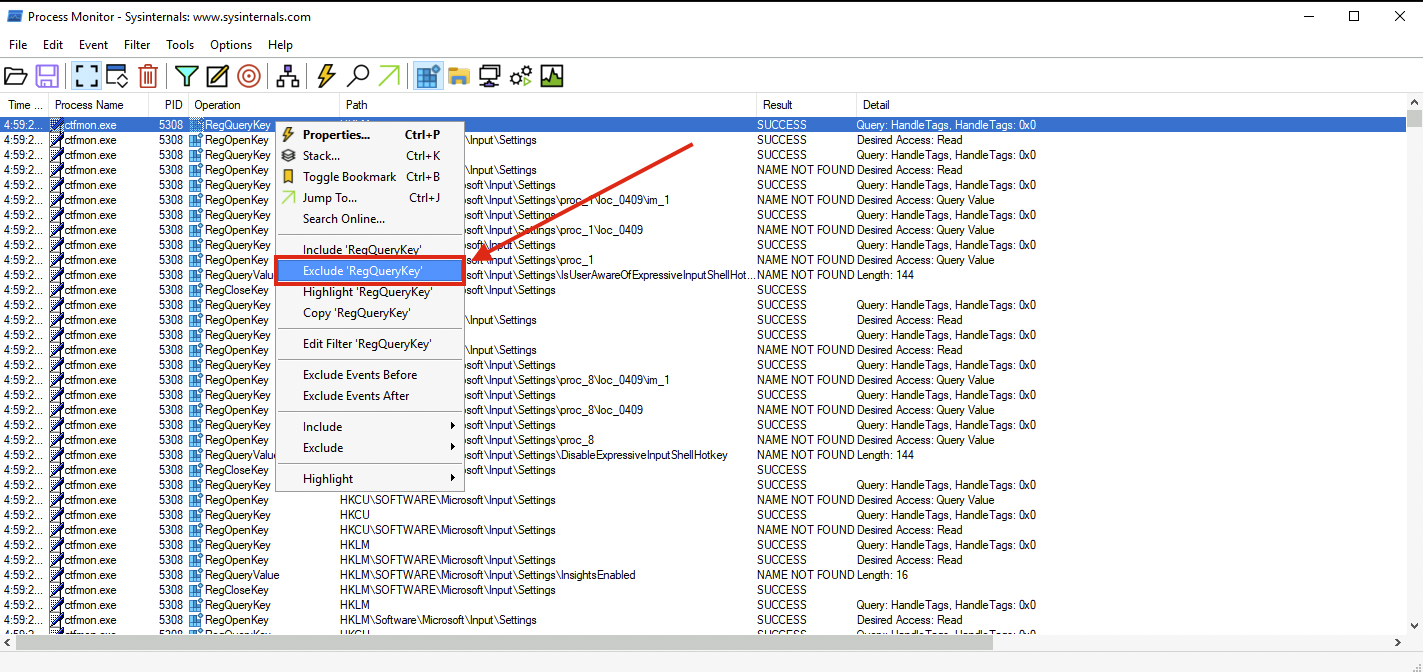 Process Monitor - Sysinternals: www.sysinternals.com
File Edit Event Filter Tools Options Help
Time ... Process Name PID Operation Path Result Detail
4:59:2... ctfmon.exe 5308 RegQueryKey SUCCESS Query: HandleTags, HandleTags: 0x0
4:59:2... ctfmon.exe 5308 RegOpenKey \Input\Settings SUCCESS Desired Access: Read
4:59:2... ctfmon.exe 5308 RegQueryKey SUCCESS Query: HandleTags, HandleTags: 0x0
4:59:2... ctfmon.exe 5308 RegOpenKey \Input\Settings NAME NOT FOUND Desired Access: Read
4:59:2... ctfmon.exe 5308 RegQueryKey osoft\Input\Settings SUCCESS Query: HandleTags, HandleTags: 0x0
4:59:2... ctfmon.exe 5308 RegOpenKey osoft\Input\Settings\proc_1\loc_0409\im_1 NAME NOT FOUND Desired Access: Query Value
4:59:2... ctfmon.exe 5308 RegQueryKey osoft\Input\Settings SUCCESS Query: HandleTags, HandleTags: 0x0
4:59:2... ctfmon.exe 5308 RegOpenKey osoft\Input\Settings\proc_1\loc_0409 NAME NOT FOUND Desired Access: Query Value
4:59:2... ctfmon.exe 5308 RegQueryKey osoft\Input\Settings SUCCESS Query: HandleTags, HandleTags: 0x0
4:59:2... ctfmon.exe 5308 RegOpenKey osoft\Input\Settings\proc_1 NAME NOT FOUND Desired Access: Query Value
4:59:2... ctfmon.exe 5308 RegQueryValu osoft\Input\Settings\IsUserAwareOfExpressiveInputShellHot... NAME NOT FOUND Length: 144
4:59:2... ctfmon.exe 5308 RegCloseKey osoft\Input\Settings SUCCESS
4:59:2... ctfmon.exe 5308 RegQueryKey SUCCESS Query: HandleTags, HandleTags: 0x0
4:59:2... ctfmon.exe 5308 RegOpenKey \Input\Settings SUCCESS Desired Access: Read
4:59:2... ctfmon.exe 5308 RegQueryKey SUCCESS Query: HandleTags, HandleTags: 0x0
4:59:2... ctfmon.exe 5308 RegOpenKey \Input\Settings NAME NOT FOUND Desired Access: Read
4:59:2... ctfmon.exe 5308 RegQueryKey osoft\Input\Settings SUCCESS Query: HandleTags, HandleTags: 0x0
4:59:2... ctfmon.exe 5308 RegOpenKey osoft\Input\Settings\proc_8\loc_0409\im_1 NAME NOT FOUND Desired Access: Query Value
4:59:2... ctfmon.exe 5308 RegQueryKey osoft\Input\Settings SUCCESS Query: HandleTags, HandleTags: 0x0
4:59:2... ctfmon.exe 5308 RegOpenKey osoft\Input\Settings\proc_8\loc_0409 NAME NOT FOUND Desired Access: Query Value
4:59:2... ctfmon.exe 5308 RegQueryKey osoft\Input\Settings SUCCESS Query: HandleTags, HandleTags: 0x0
4:59:2... ctfmon.exe 5308 RegOpenKey osoft\Input\Settings\proc_8 NAME NOT FOUND Desired Access: Query Value
4:59:2... ctfmon.exe 5308 RegQueryValu osoft\Input\Settings\DisableExpressiveInputShellHotkey NAME NOT FOUND Length: 144
4:59:2... ctfmon.exe 5308 RegCloseKey osoft\Input\Settings SUCCESS
4:59:2... ctfmon.exe 5308 RegQueryKey SUCCESS Query: HandleTags, HandleTags: 0x0
4:59:2... ctfmon.exe 5308 RegOpenKey HKCU\SOFTWARE\Microsoft\Input\Settings NAME NOT FOUND Desired Access: Query Value
4:59:2... ctfmon.exe 5308 RegQueryKey HKCU SUCCESS Query: HandleTags, HandleTags: 0x0
4:59:2... ctfmon.exe 5308 RegOpenKey HKCU\SOFTWARE\Microsoft\Input\Settings NAME NOT FOUND Desired Access: Read
4:59:2... ctfmon.exe 5308 RegQueryKey HKLM SUCCESS Query: HandleTags, HandleTags: 0x0
4:59:2... ctfmon.exe 5308 RegOpenKey HKLM\SOFTWARE\Microsoft\Input\Settings SUCCESS Desired Access: Read
4:59:2... ctfmon.exe 5308 RegQueryValue HKLM\SOFTWARE\Microsoft\Input\Settings\InsightsEnabled NAME NOT FOUND Length: 16
4:59:2... ctfmon.exe 5308 RegCloseKey HKLM\SOFTWARE\Microsoft\Input\Settings SUCCESS
4:59:2... ctfmon.exe 5308 RegQueryKey HKLM SUCCESS Query: HandleTags, HandleTags: 0x0
4:59:2... ctfmon.exe 5308 RegOpenKey HKLM\Software\Microsoft\Input\Settings SUCCESS Desired Access: Read
Properties... Ctrl+P
Stack... Ctrl+K
Toggle Bookmark Ctrl+B
Jump To... Ctrl+J
Search Online...
Include 'RegQueryKey'
Exclude 'RegQueryKey'
Highlight 'RegQueryKey'
Copy 'RegQueryKey'
Edit Filter 'RegQueryKey'
Exclude Events Before
Exclude Events After
Include
Exclude
Highlight